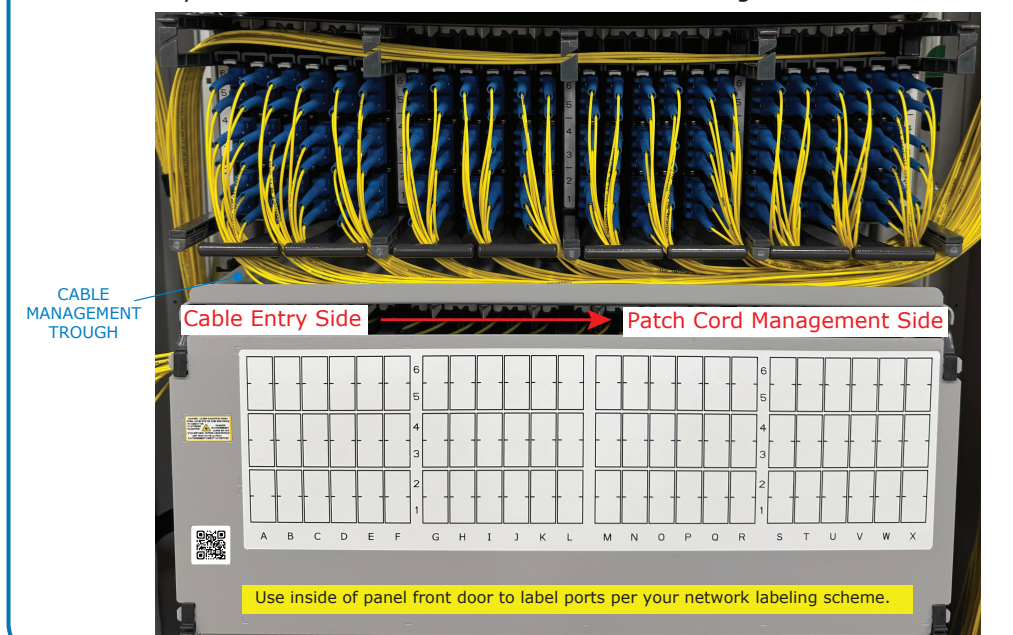 CABLE
MANAGEMENT
TROUGH
Cable Entry Side
Patch Cord Management Side
6
5
4
3
2
1
6
5
4
3
2
1
A B C D E F G H I J K L M N O P Q R S T U V W X
Use inside of panel front door to label ports per your network labeling scheme.